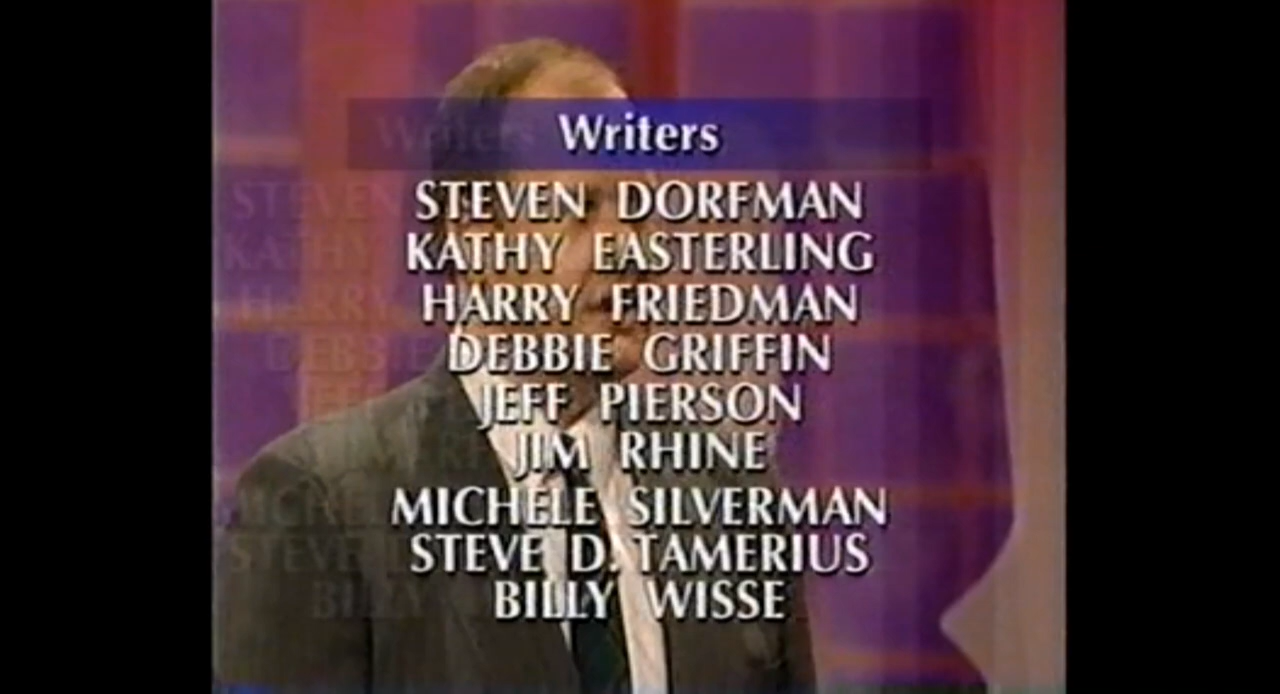 Writers
STEVEN DORFMAN
KATHY EASTERLING
HARRY FRIEDMAN
DEBBIE GRIFFIN
JEFF PIERSON
JIM RHINE
MICHELE SILVERMAN
STEVE D. TAMERIUS
BILLY WISSE